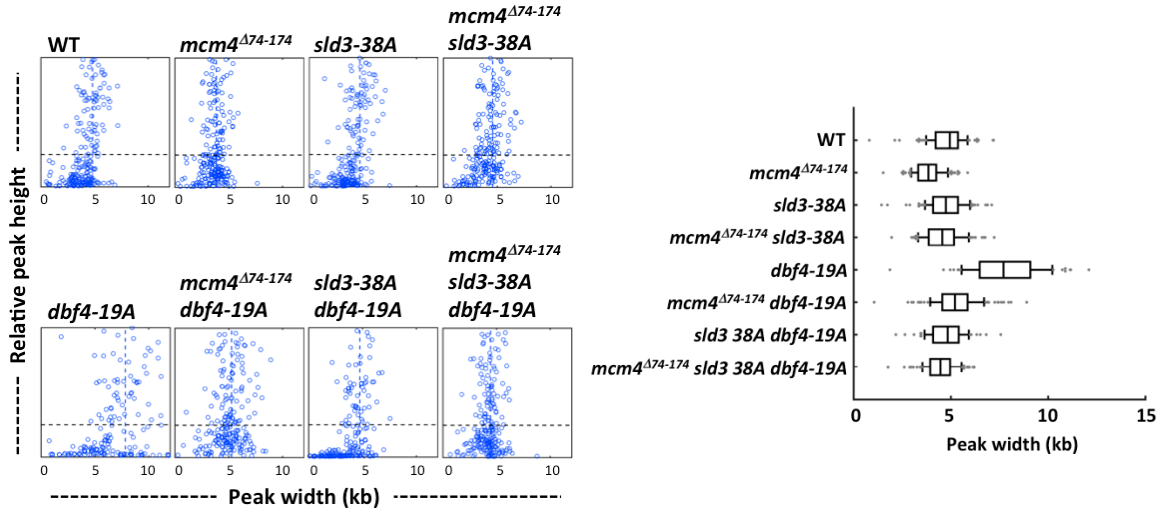 mcm4Δ74-174
WT mcm4Δ74-174 sld3-38A sld3-38A
0 5 10 0 5 10 0 5 10 0 5 10
mcm4Δ74-174
mcm4Δ74-174 sld3-38A sld3-38A
dbf4-19A dbf4-19A dbf4-19A dbf4-19A
0 5 10 0 5 10 0 5 10 0 5 10
Relative peak height
Peak width (kb)
WT
mcm4Δ74-174
sld3-38A
mcm4Δ74-174 sld3-38A
dbf4-19A
mcm4Δ74-174 dbf4-19A
sld3 38A dbf4-19A
mcm4Δ74-174 sld3 38A dbf4-19A
0 5 10 15
Peak width (kb)